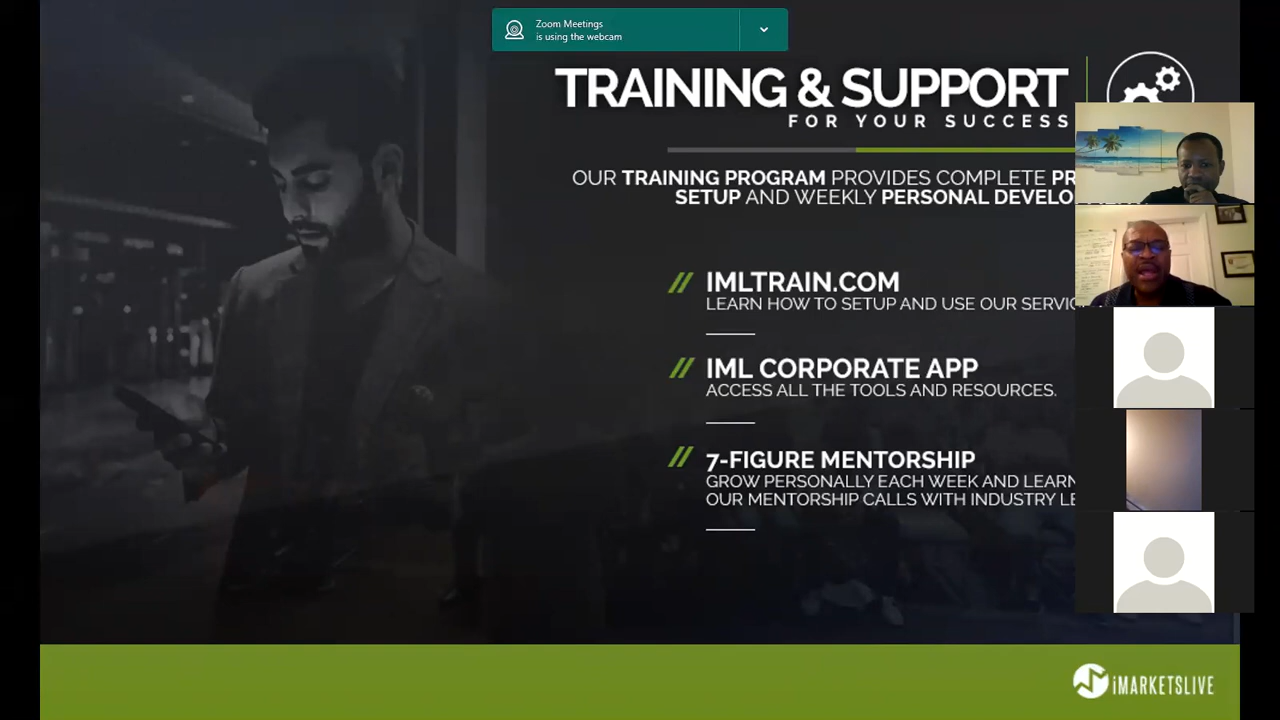 Zoom Meetings
is using the webcam
TRAINING & SUPPORT
FOR YOUR SUCCESS
OUR TRAINING PROGRAM PROVIDES COMPLETE
SETUP AND WEEKLY PERSONAL
IMLTRAIN.COM
LEARN HOW TO SETUP AND USE OUR
IML CORPORATE APP
ACCESS ALL THE TOOLS AND RESOURCES.
7-FIGURE MENTORSHIP
GROW PERSONALLY EACH WEEK AND LEARN
OUR MENTORSHIP CALLS WITH INDUSTRY
iMARKETSLIVE